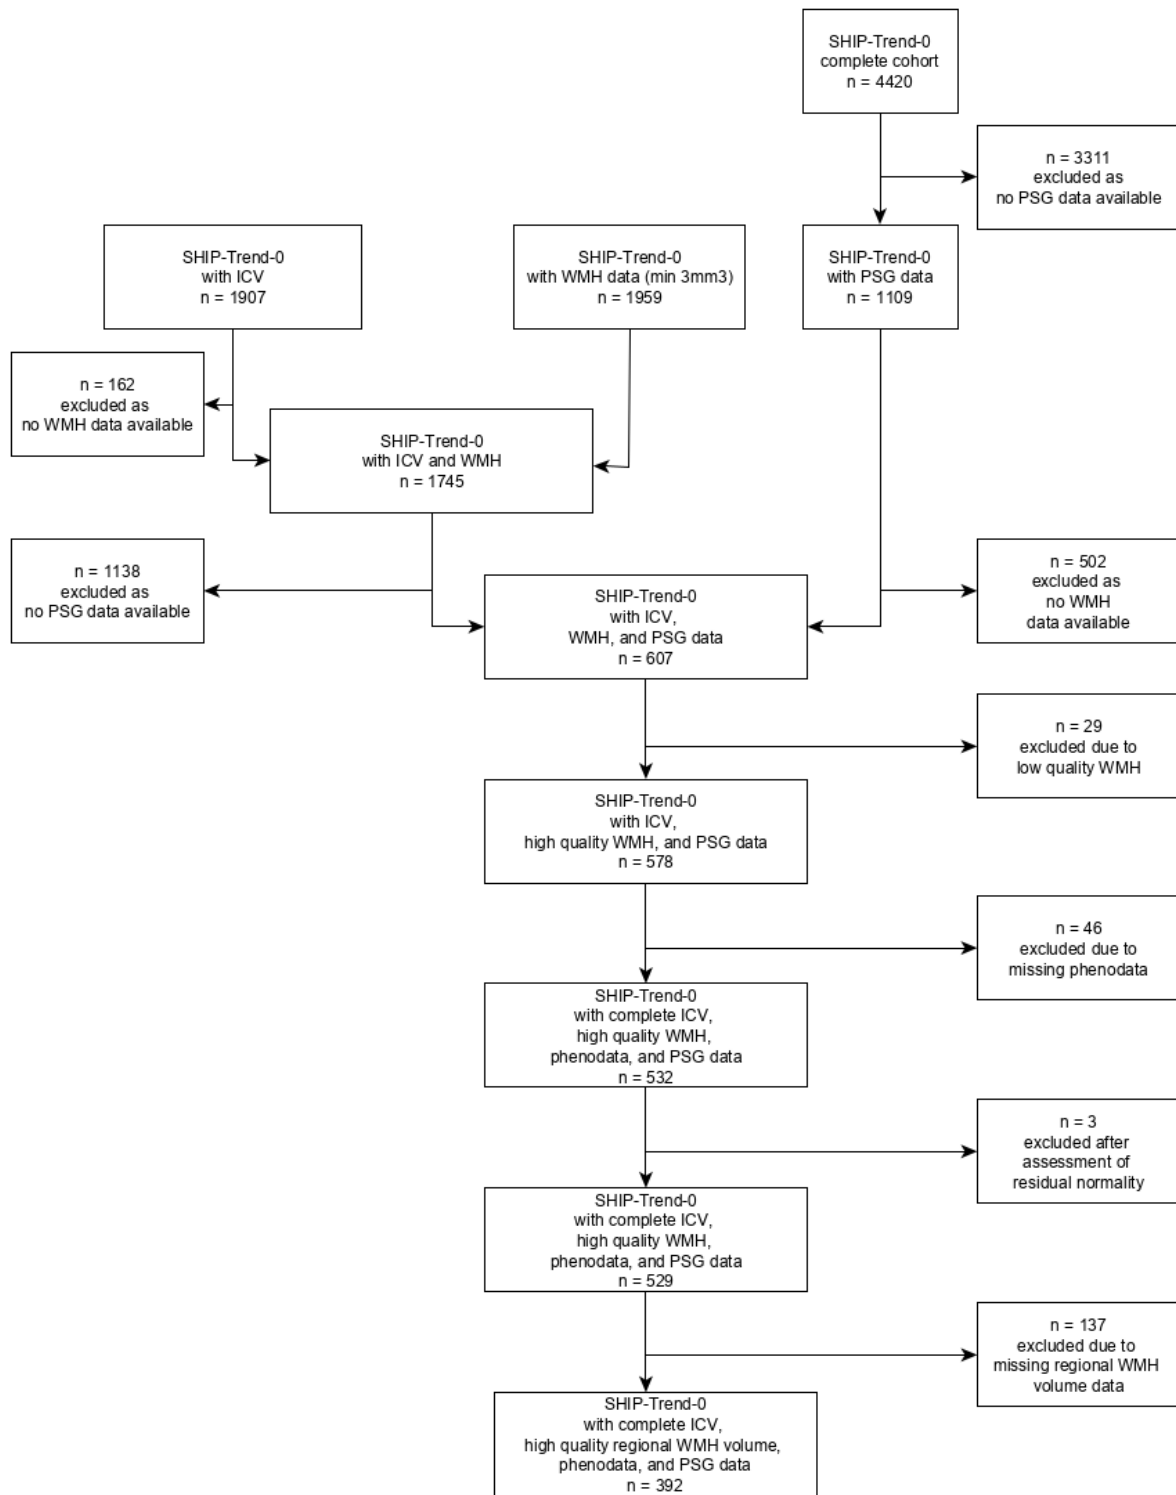 SHIP-Trend-0
complete cohort
n = 4420
n = 3311
excluded as
no PSG data available
SHIP-Trend-0
with ICV
n = 1907
SHIP-Trend-0
with WMH data (min 3mm3)
n = 1959
SHIP-Trend-0
with PSG data
n = 1109
n = 162
excluded as
no WMH data available
SHIP-Trend-0
with ICV and WMH
n = 1745
n = 1138
excluded as
no PSG data available
SHIP-Trend-0
with ICV,
WMH, and PSG data
n = 607
n = 502
excluded as
no WMH
data available
n = 29
excluded due to
low quality WMH
SHIP-Trend-0
with ICV,
high quality WMH, and PSG data
n = 578
n = 46
excluded due to
missing phenodata
SHIP-Trend-0
with complete ICV,
high quality WMH,
phenodata, and PSG data
n = 532
n = 3
excluded after
assessment of
residual normality
SHIP-Trend-0
with complete ICV,
high quality WMH,
phenodata, and PSG data
n = 529
n = 137
excluded due to
missing regional WMH
volume data
SHIP-Trend-0
with complete ICV,
high quality regional WMH volume,
phenodata, and PSG data
n = 392